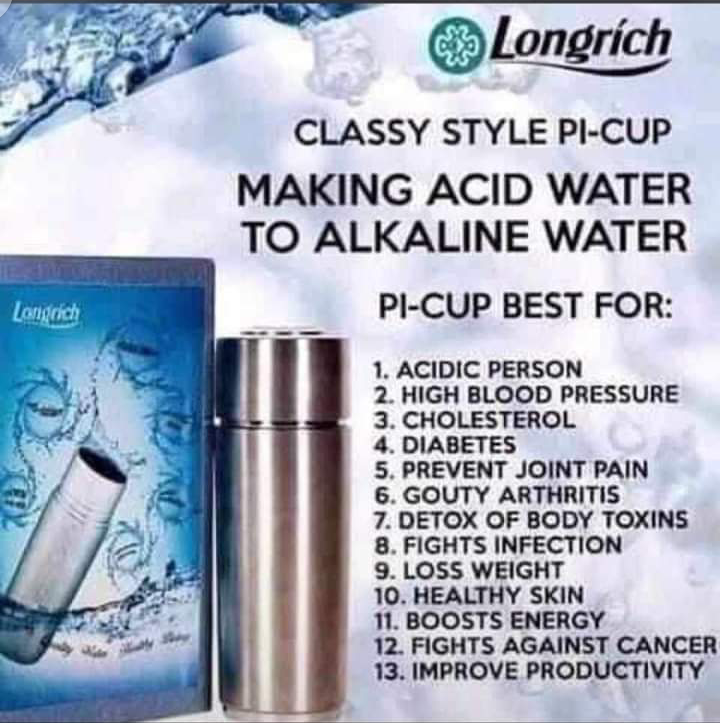 Longrich
CLASSY STYLE PI-CUP
MAKING ACID WATER
TO ALKALINE WATER
Longrich
PI-CUP BEST FOR:
1. ACIDIC PERSON
2. HIGH BLOOD PRESSURE
3. CHOLESTEROL
4. DIABETES
5. PREVENT JOINT PAIN
6. GOUTY ARTHRITIS
7. DETOX OF BODY TOXINS
8. FIGHTS INFECTION
9. LOSS WEIGHT
10. HEALTHY SKIN
11. BOOSTS ENERGY
12. FIGHTS AGAINST CANCER
13. IMPROVE PRODUCTIVITY